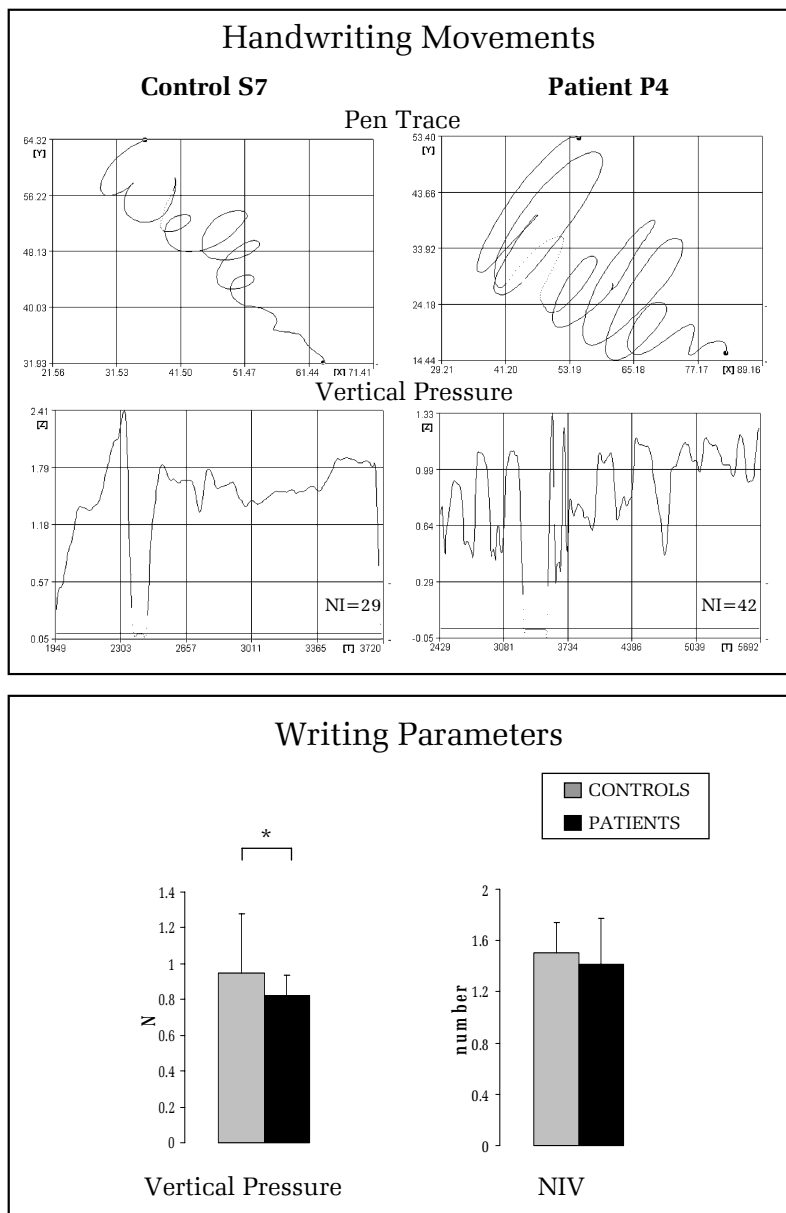 Handwriting Movements
Control S7 Patient P4
Pen Trace
64.32
[Y]
56.22
48.13
40.03
31.93
21.56 31.53 41.50 51.47 61.44 [X] 71.41
53.40
[Y]
43.66
33.92
24.18
14.44
29.21 41.20 53.19 65.18 77.17 [X] 89.16
Vertical Pressure
2.41
[Z]
1.79
1.18
0.57
NI=29
0.05
1949 2303 2657 3011 3365 [T] 3720
1.33
[Z]
0.99
0.64
0.29
NI=42
-0.05
2429 3081 3734 4386 5039 [T] 5692
Writing Parameters
CONTROLS
PATIENTS
*
1.4
1.2
1
0.8
0.6
0.4
0.2
0
N
Vertical Pressure
2
1.6
1.2
0.8
0.4
0
number
NIV